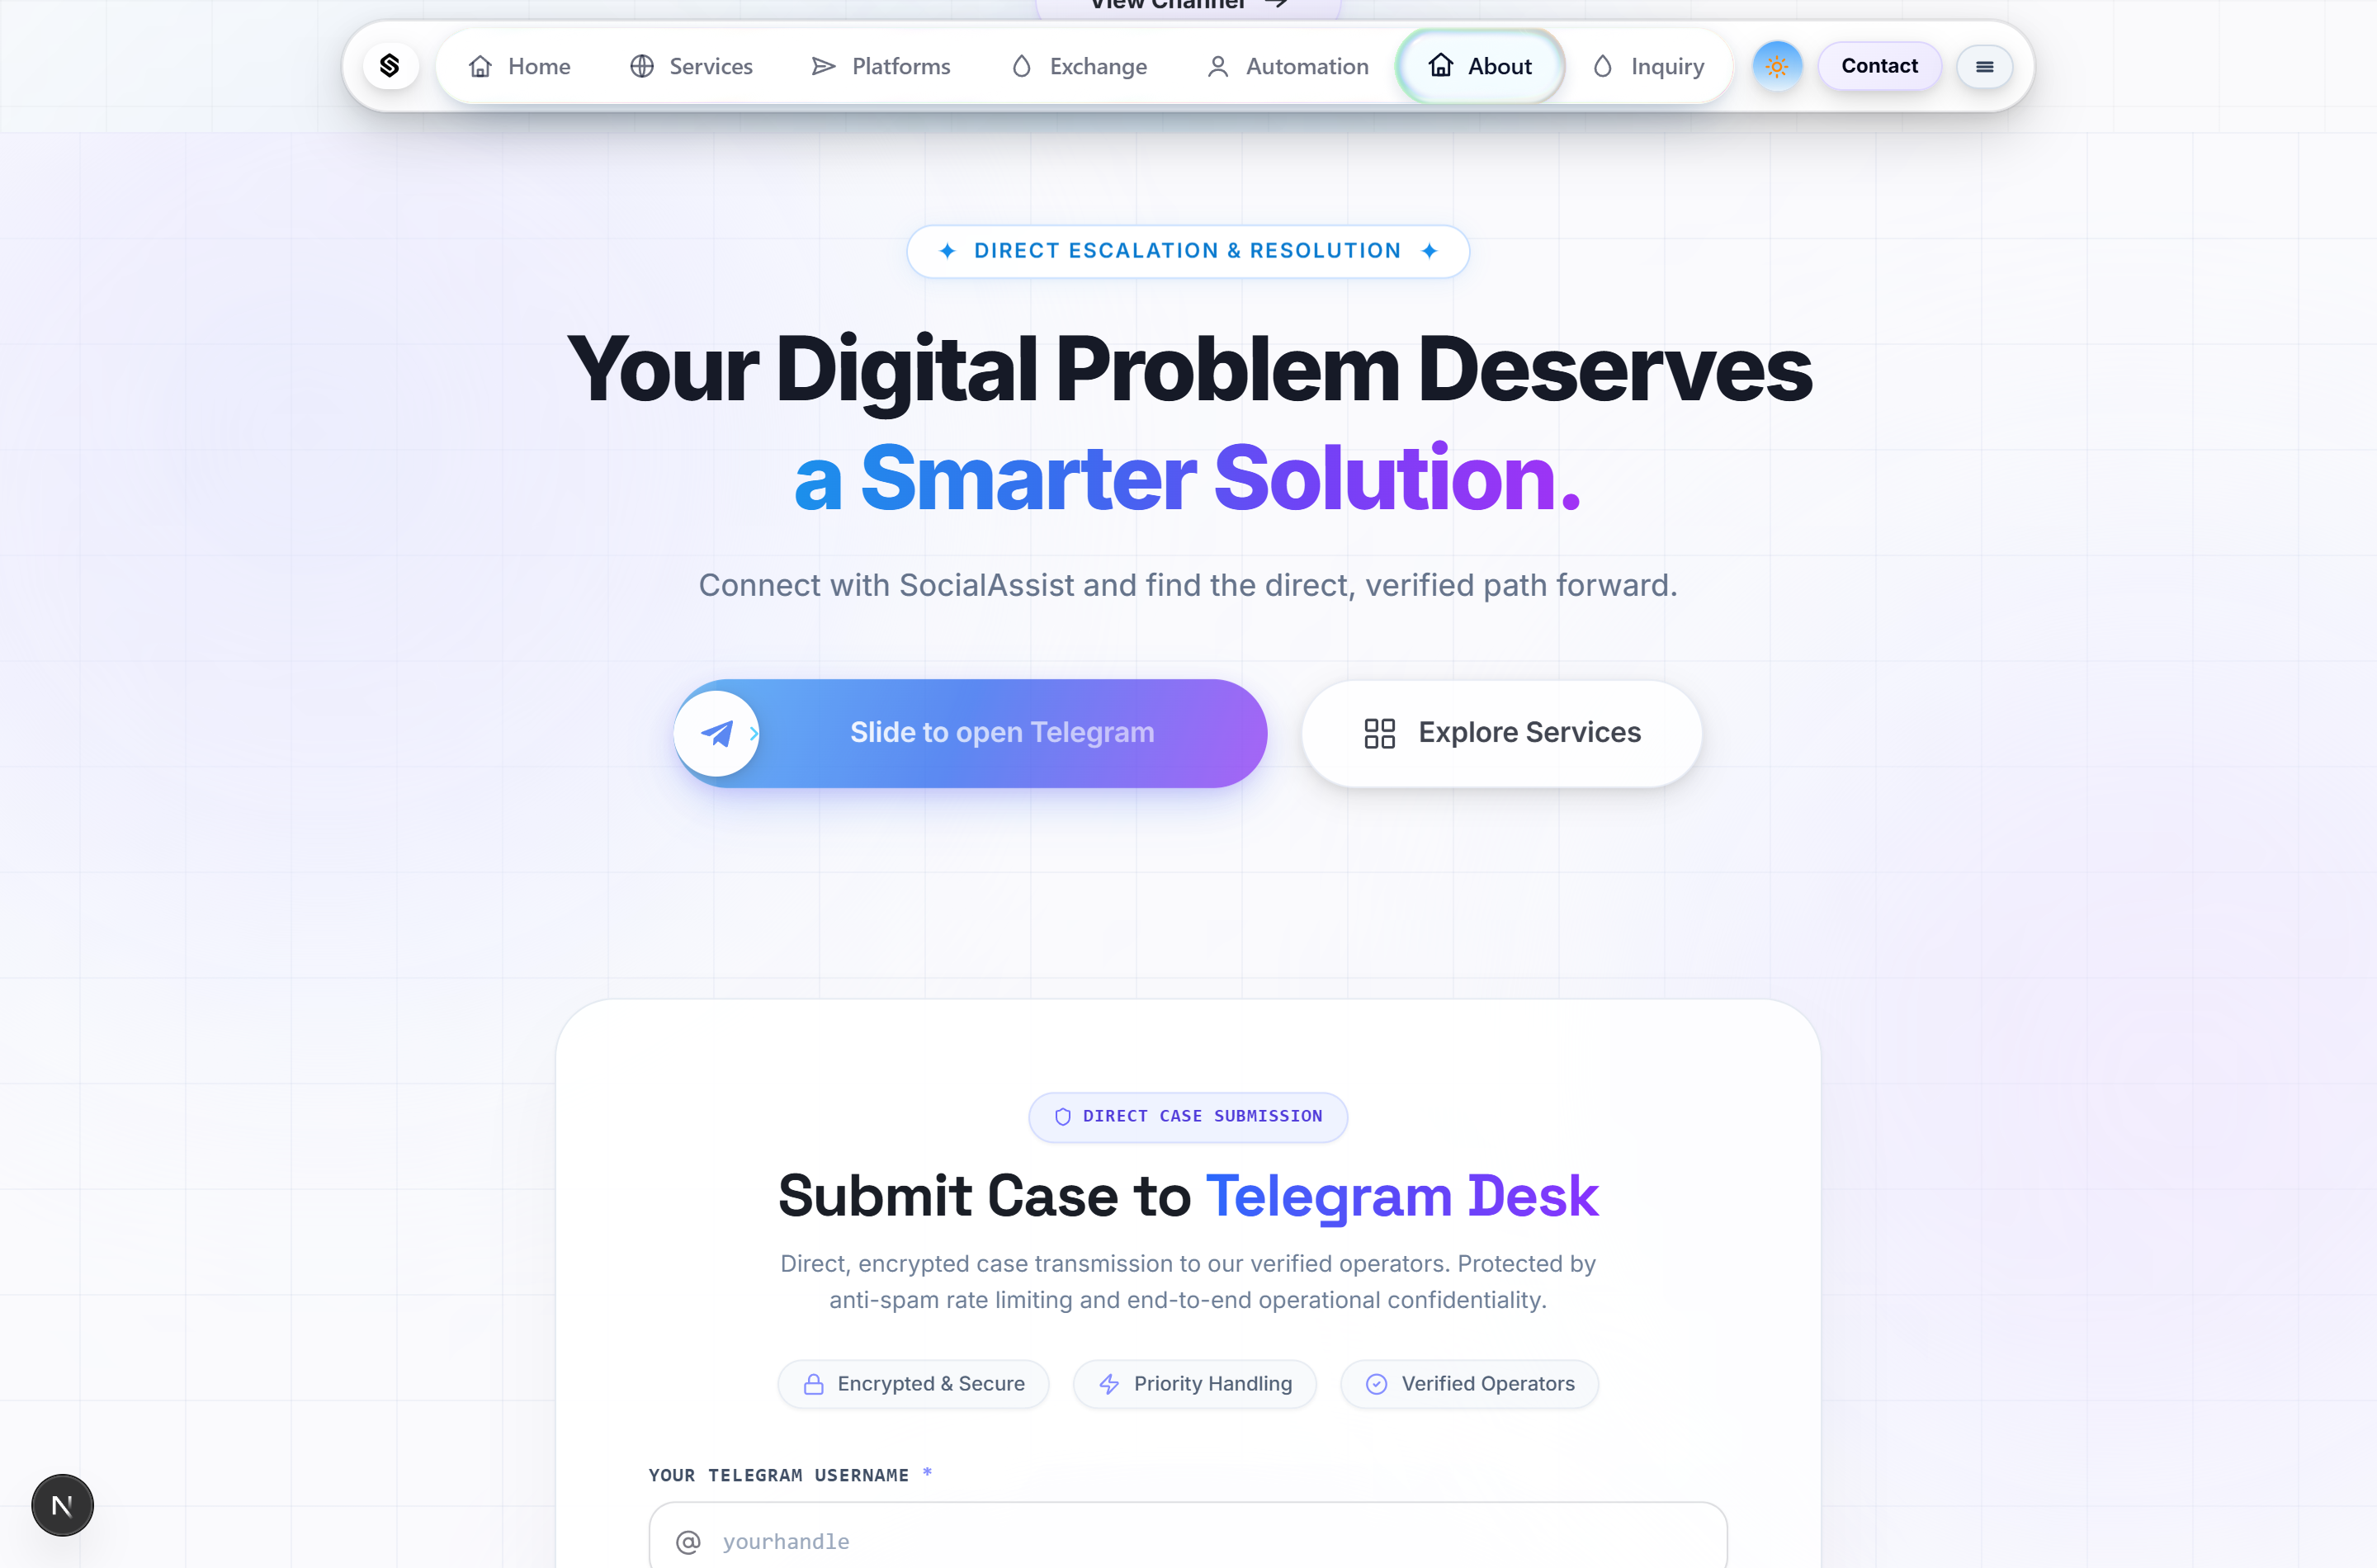 View Channel →
Home
Services
Platforms
Exchange
Automation
About
Inquiry
Contact
DIRECT ESCALATION & RESOLUTION
Your Digital Problem Deserves
a Smarter Solution.
Connect with SocialAssist and find the direct, verified path forward.
Slide to open Telegram
Explore Services
DIRECT CASE SUBMISSION
Submit Case to Telegram Desk
Direct, encrypted case transmission to our verified operators. Protected by
anti-spam rate limiting and end-to-end operational confidentiality.
Encrypted & Secure
Priority Handling
Verified Operators
YOUR TELEGRAM USERNAME *
@ yourhandle
N